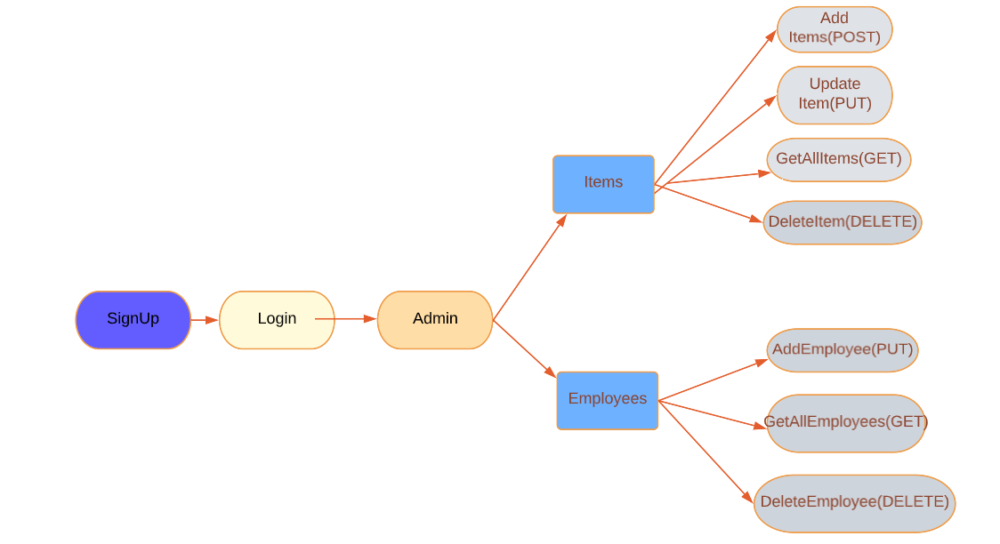 Add
Items(POST)
Update
Item(PUT)
GetAllItems(GET)
Items
DeleteItem(DELETE)
SignUp
Login
Admin
AddEmployee(PUT)
Employees
GetAllEmployees(GET)
DeleteEmployee(DELETE)